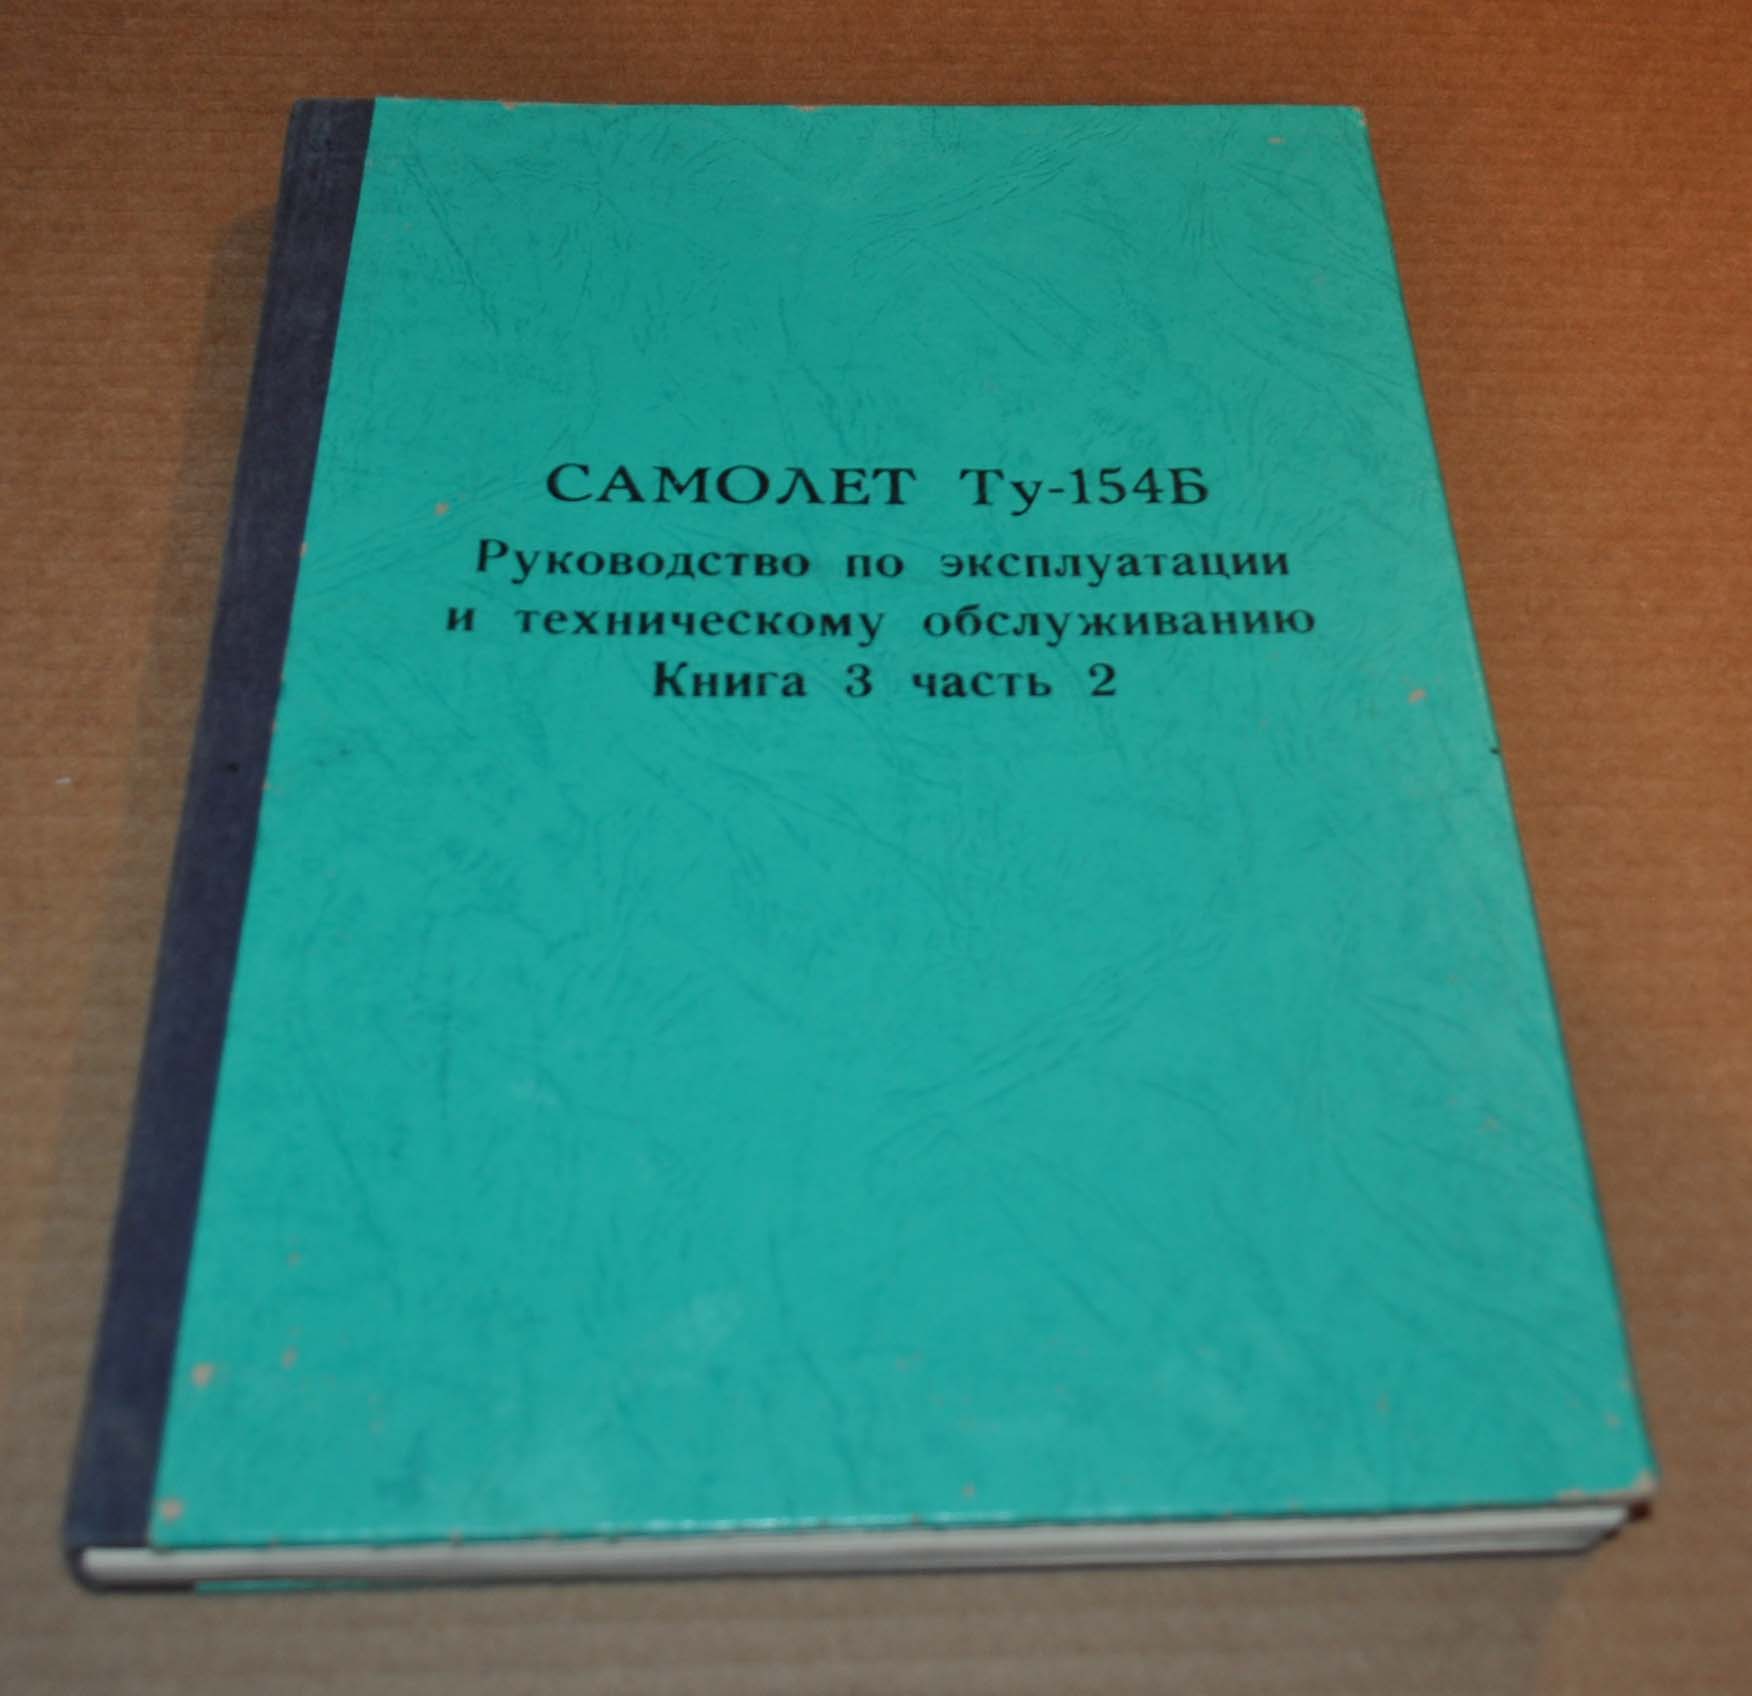 САМОЛЕТ Ту-154Б
Руководство по эксплуатации
и техническому обслуживанию
Книга 3 часть 2